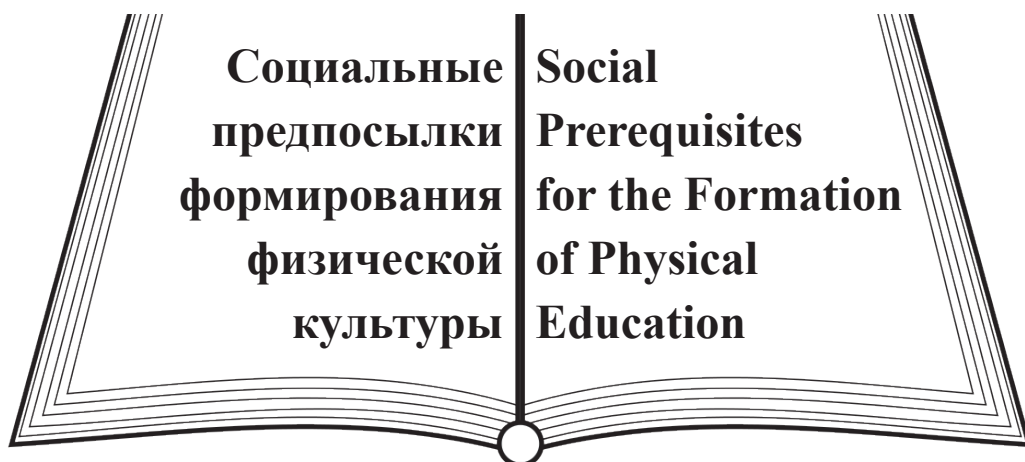 Социальные
предпосылки
формирования
физической
культуры
Social
Prerequisites
for the Formation
of Physical
Education